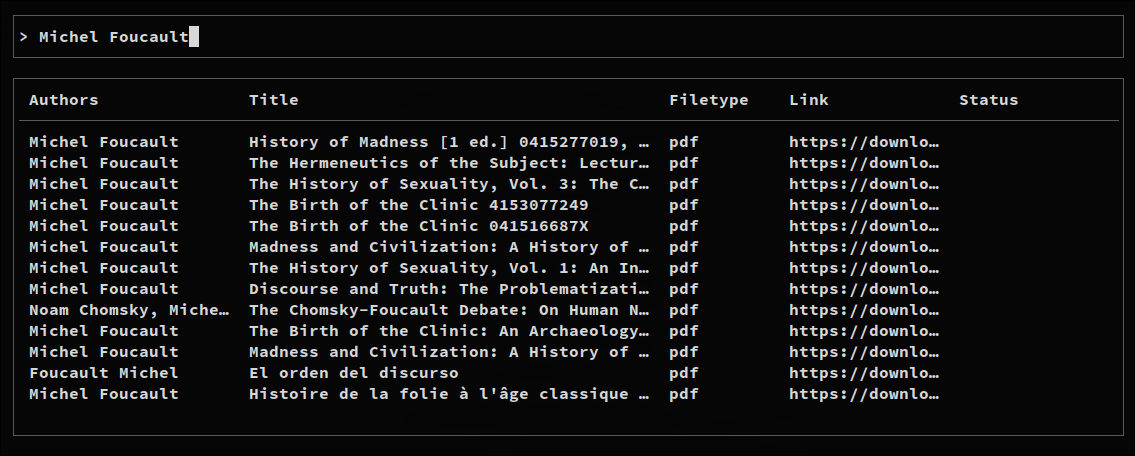 > Michel Foucault
Authors Title Filetype Link Status
Michel Foucault History of Madness [1 ed.] 0415277019, … pdf https://downlo…
Michel Foucault The Hermeneutics of the Subject: Lectur… pdf https://downlo…
Michel Foucault The History of Sexuality, Vol. 3: The C… pdf https://downlo…
Michel Foucault The Birth of the Clinic 4153077249 pdf https://downlo…
Michel Foucault The Birth of the Clinic 041516687X pdf https://downlo…
Michel Foucault Madness and Civilization: A History of … pdf https://downlo…
Michel Foucault The History of Sexuality, Vol. 1: An In… pdf https://downlo…
Michel Foucault Discourse and Truth: The Problematizati… pdf https://downlo…
Noam Chomsky, Miche… The Chomsky-Foucault Debate: On Human N… pdf https://downlo…
Michel Foucault The Birth of the Clinic: An Archaeology… pdf https://downlo…
Michel Foucault Madness and Civilization: A History of … pdf https://downlo…
Foucault Michel El orden del discurso pdf https://downlo…
Michel Foucault Histoire de la folie à l'âge classique … pdf https://downlo…